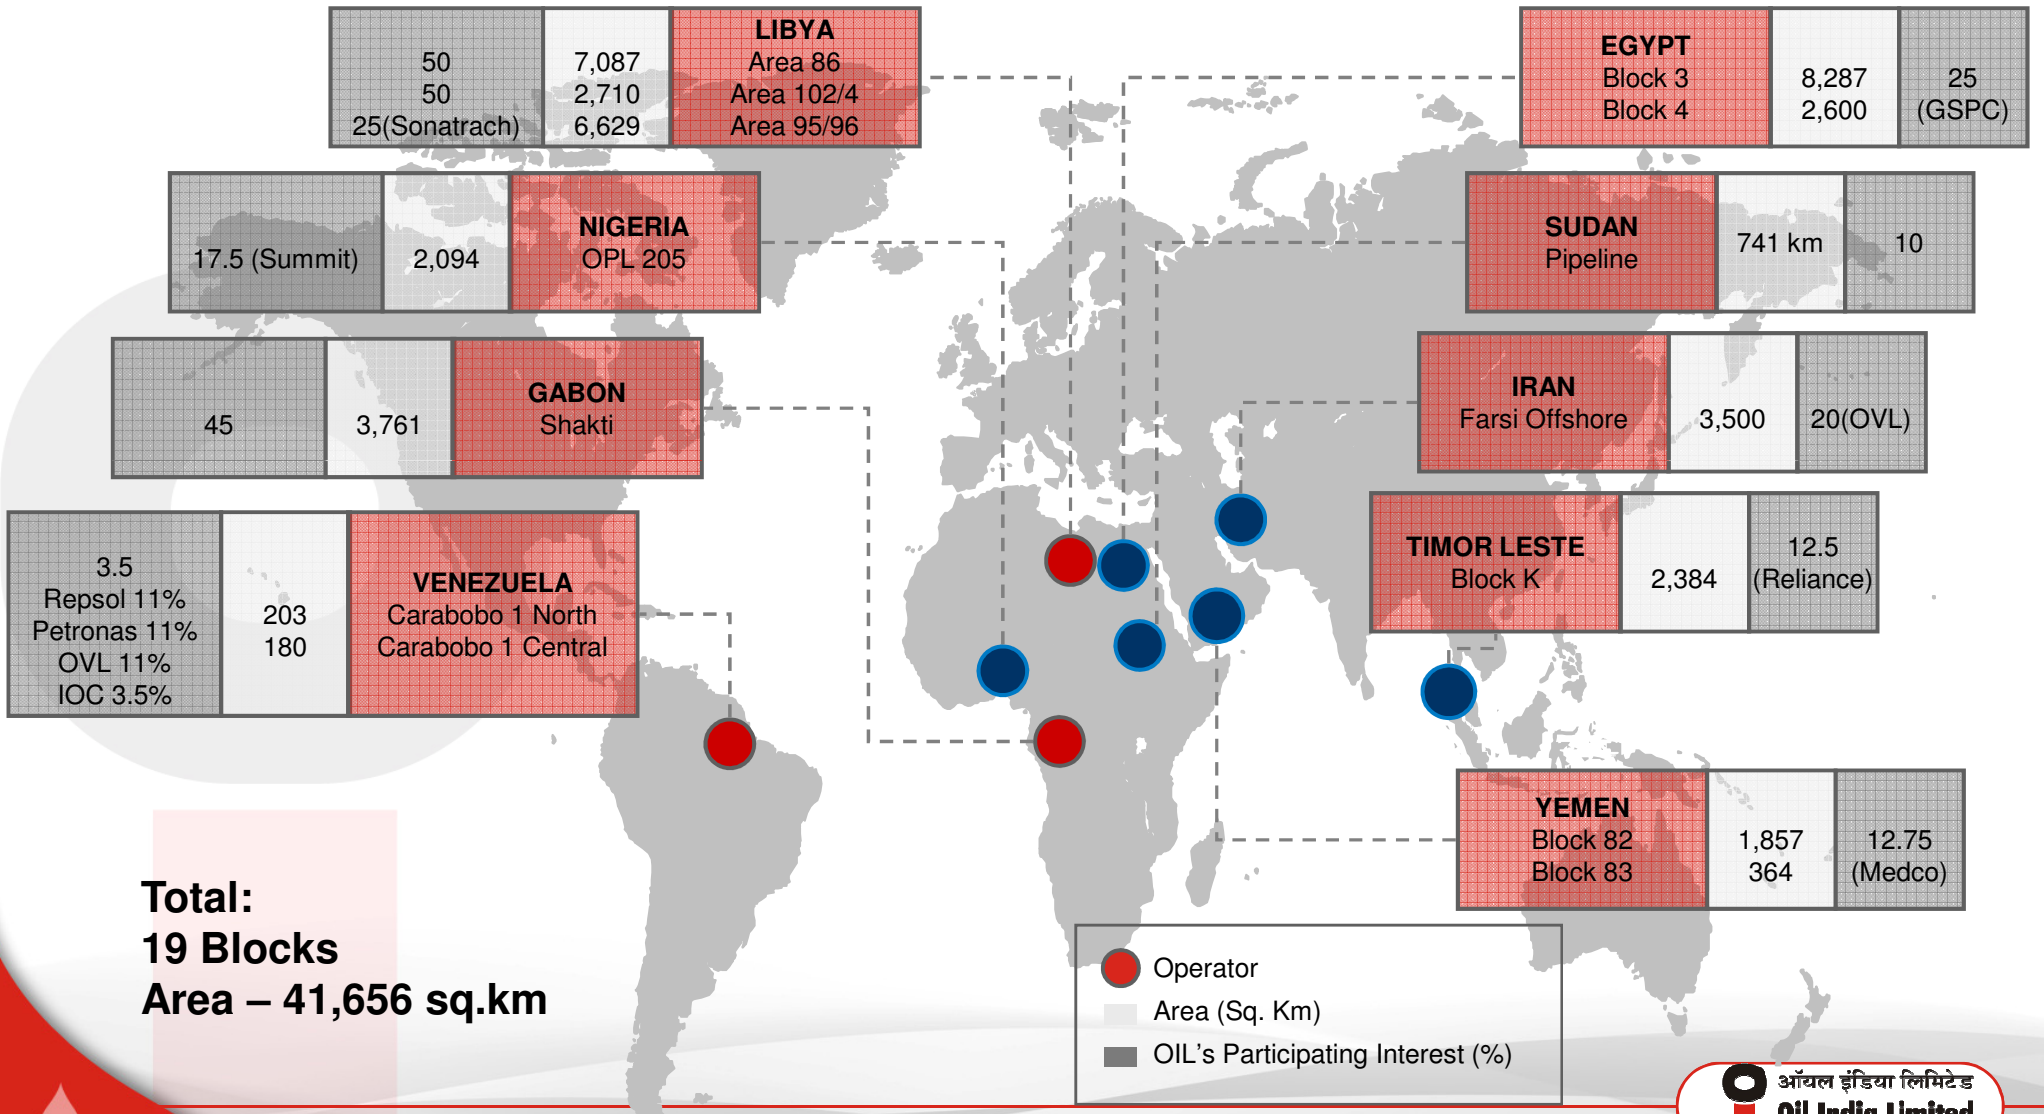 50
50
25(Sonatrach)
7,087
2,710
6,629
LIBYA
Area 86
Area 102/4
Area 95/96
EGYPT
Block 3
Block 4
8,287
2,600
25
(GSPC)
17.5 (Summit)
2,094
NIGERIA
OPL 205
SUDAN
Pipeline
741 km
10
45
3,761
GABON
Shakti
IRAN
Farsi Offshore
3,500
20(OVL)
3.5
Repsol 11%
Petronas 11%
OVL 11%
IOC 3.5%
203
180
VENEZUELA
Carabobo 1 North
Carabobo 1 Central
TIMOR LESTE
Block K
2,384
12.5
(Reliance)
YEMEN
Block 82
Block 83
1,857
364
12.75
(Medco)
Total:
19 Blocks
Area – 41,656 sq.km
Operator
Area (Sq. Km)
OIL's Participating Interest (%)
ऑयल इंडिया लिमिटेड
Oil India Limited